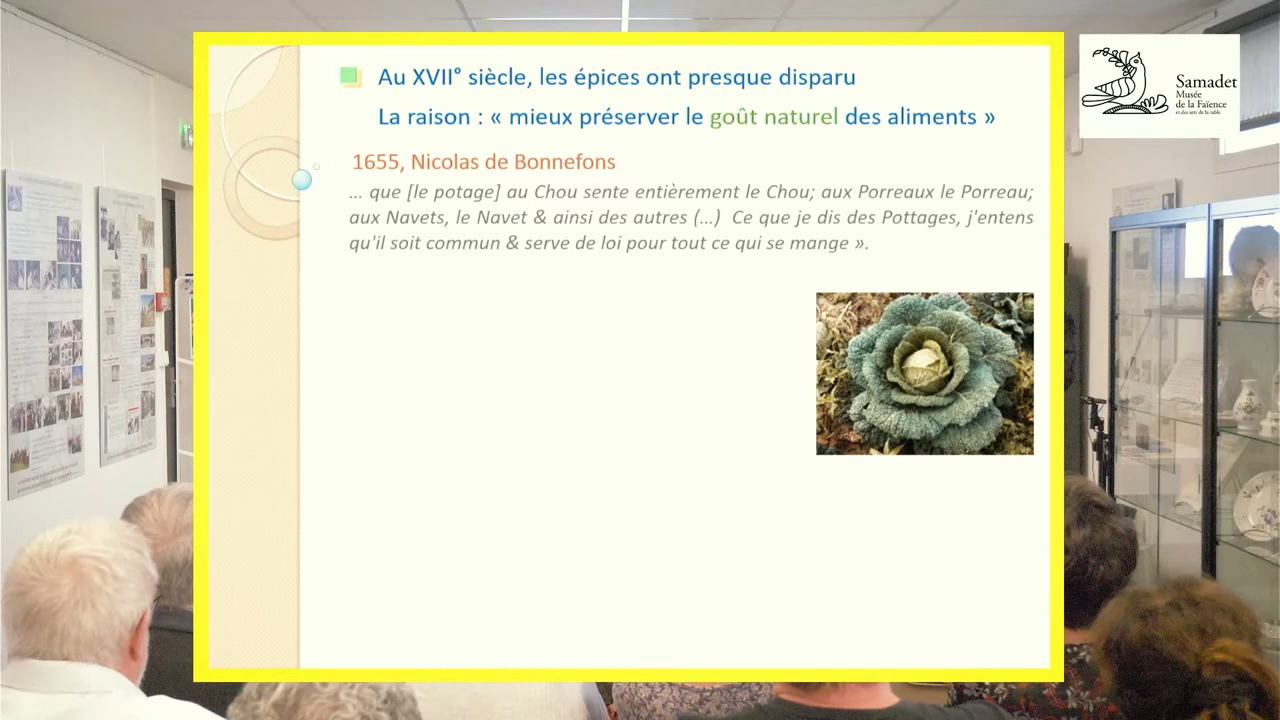 Au XVII° siècle, les épices ont presque disparu
La raison : « mieux préserver le goût naturel des aliments »
1655, Nicolas de Bonnefons
... que [le potage] au Chou sente entièrement le Chou; aux Porreaux le Porreau;
aux Navets, le Navet & ainsi des autres (...) Ce que je dis des Pottages, j'entens
qu'il soit commun & serve de loi pour tout ce qui se mange ».
Samadet
Musée
de la Faïence
et des arts de la table